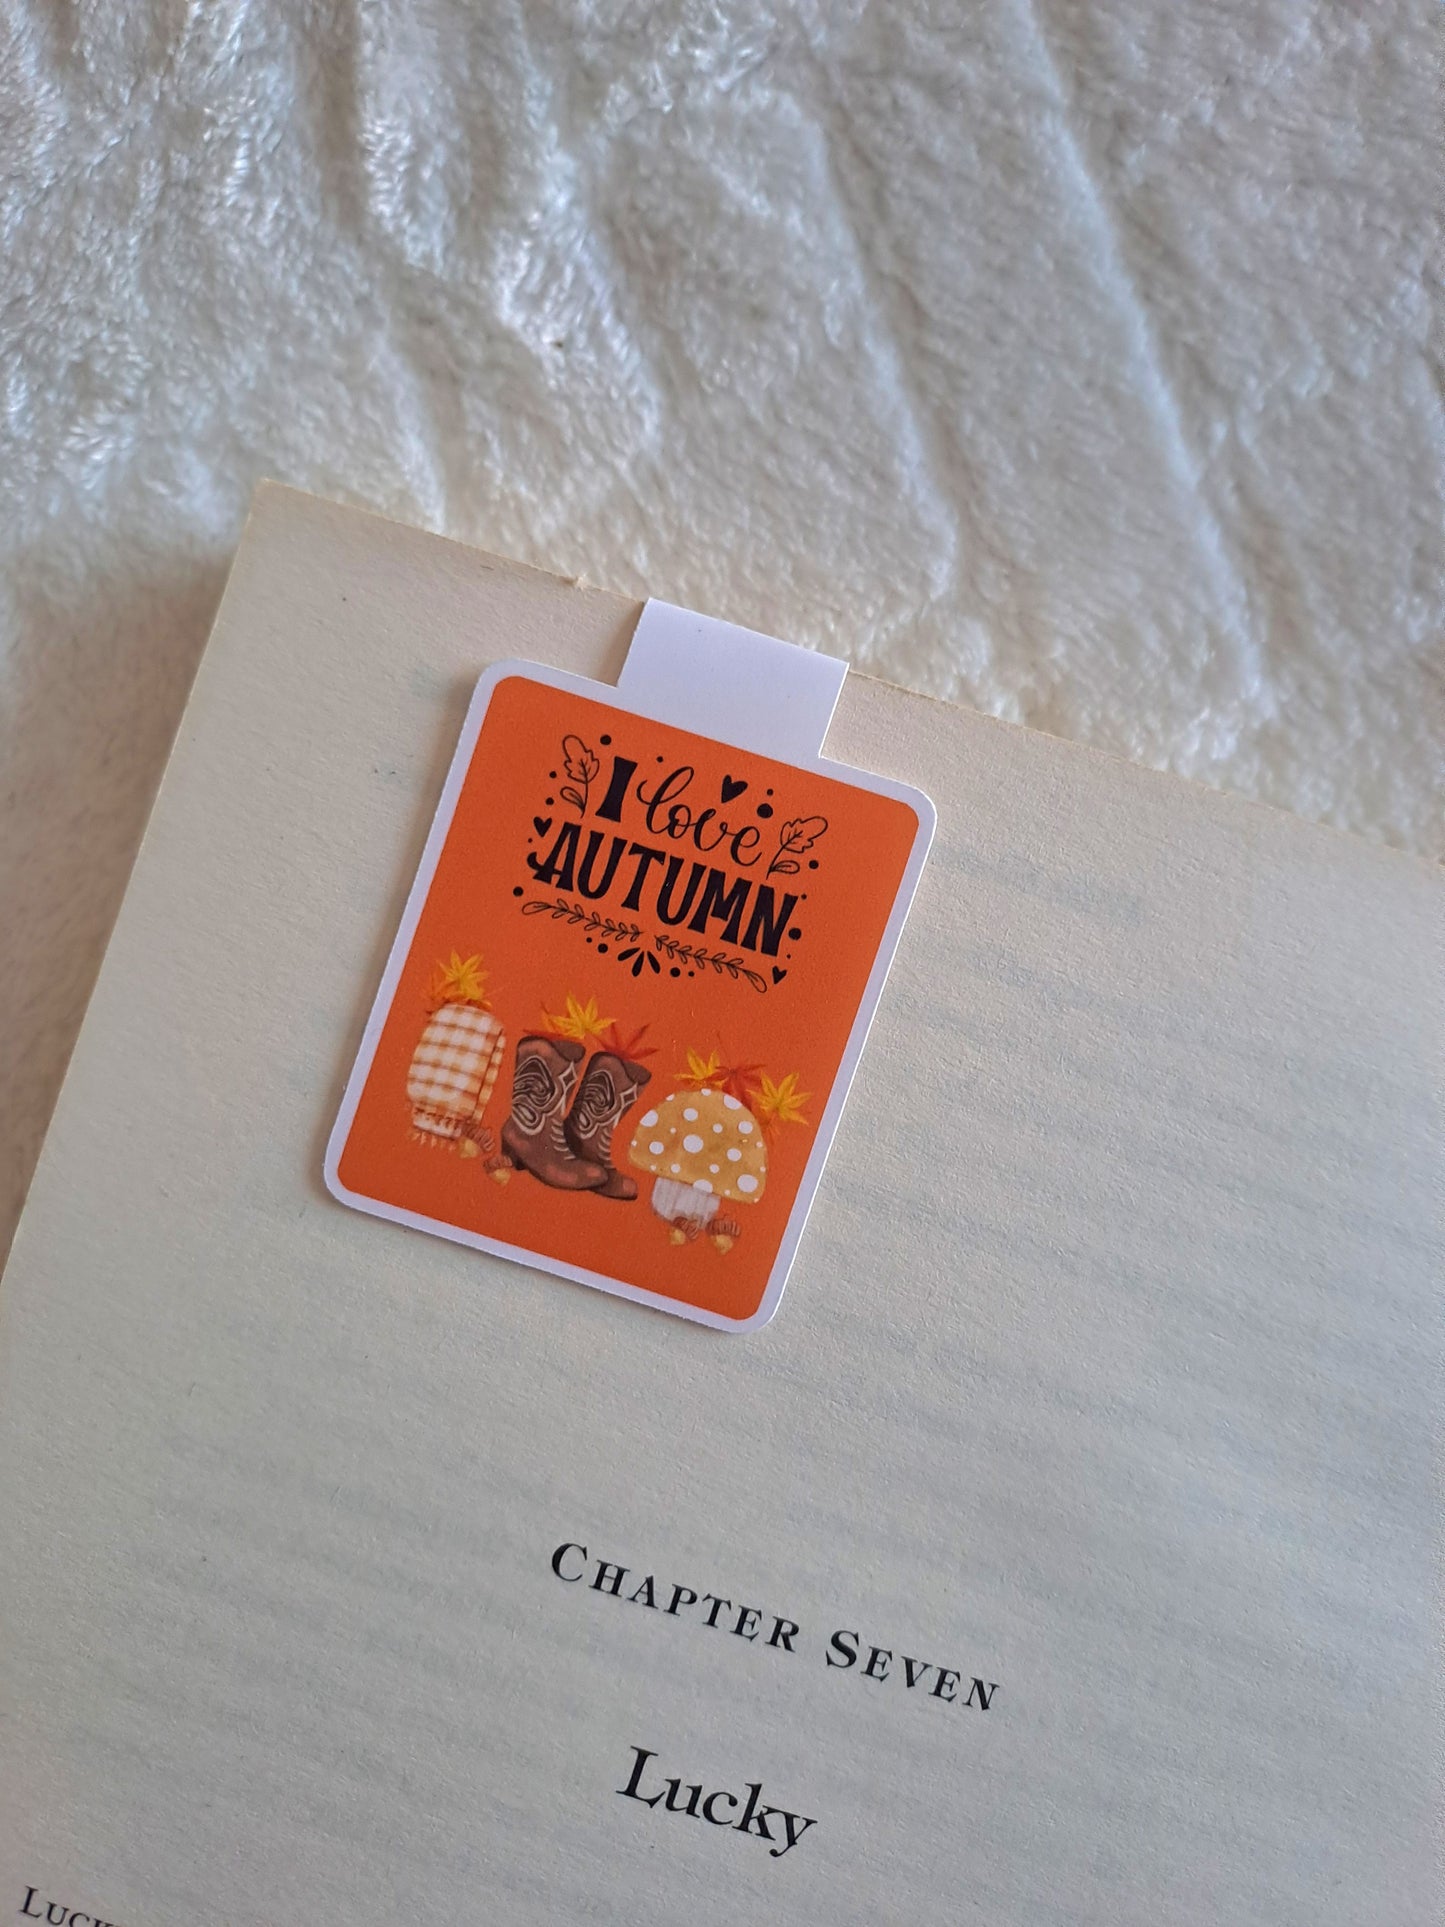 I love
AUTUMN
CHAPTER SEVEN
Lucky